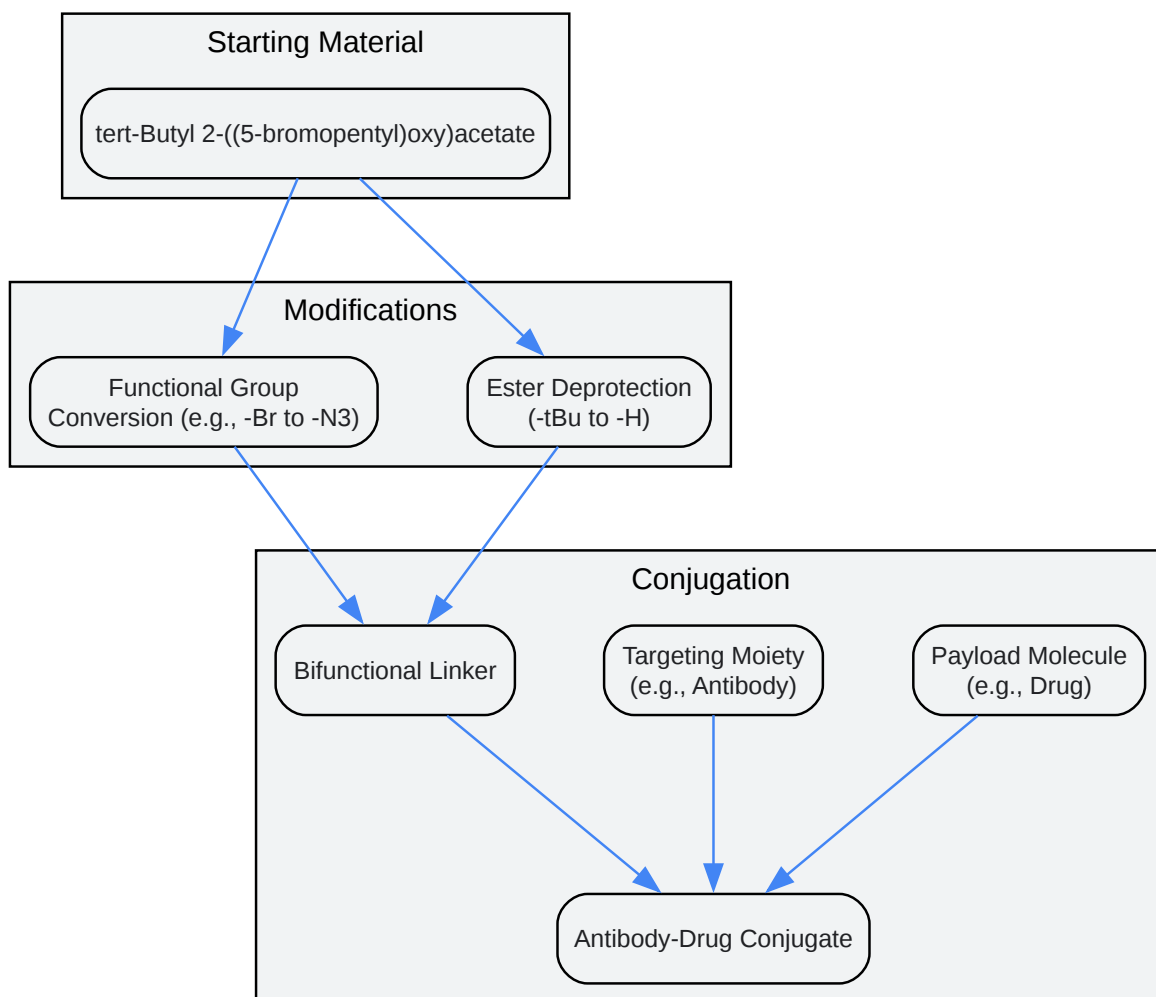 Starting Material
tert-Butyl 2-((5-bromopentyl)oxy)acetate
Modifications
Functional Group
Conversion (e.g., -Br to -N3)
Ester Deprotection
(-tBu to -H)
Conjugation
Bifunctional Linker
Targeting Moiety
(e.g., Antibody)
Payload Molecule
(e.g., Drug)
Antibody-Drug Conjugate